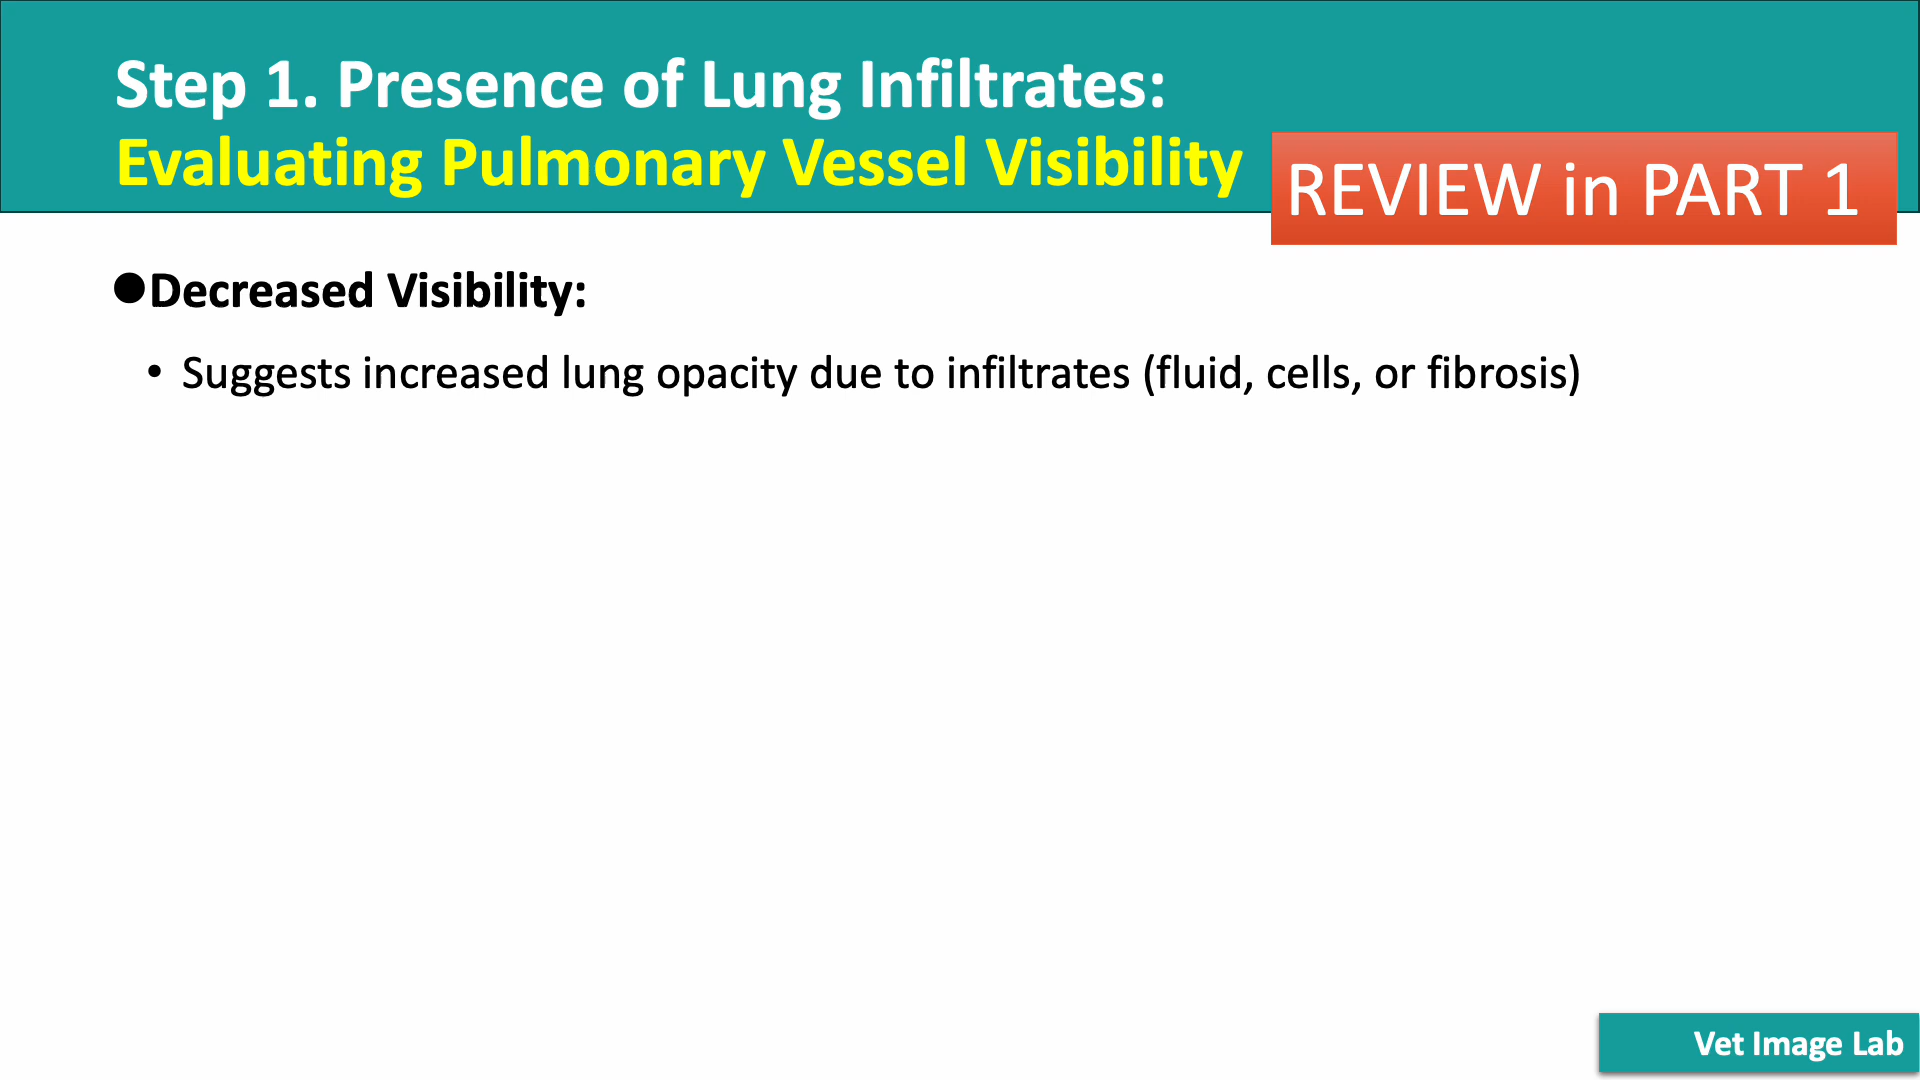 Step 1. Presence of Lung Infiltrates:
Evaluating Pulmonary Vessel Visibility
REVIEW in PART 1
●Decreased Visibility:
• Suggests increased lung opacity due to infiltrates (fluid, cells, or fibrosis)
Vet Image Lab